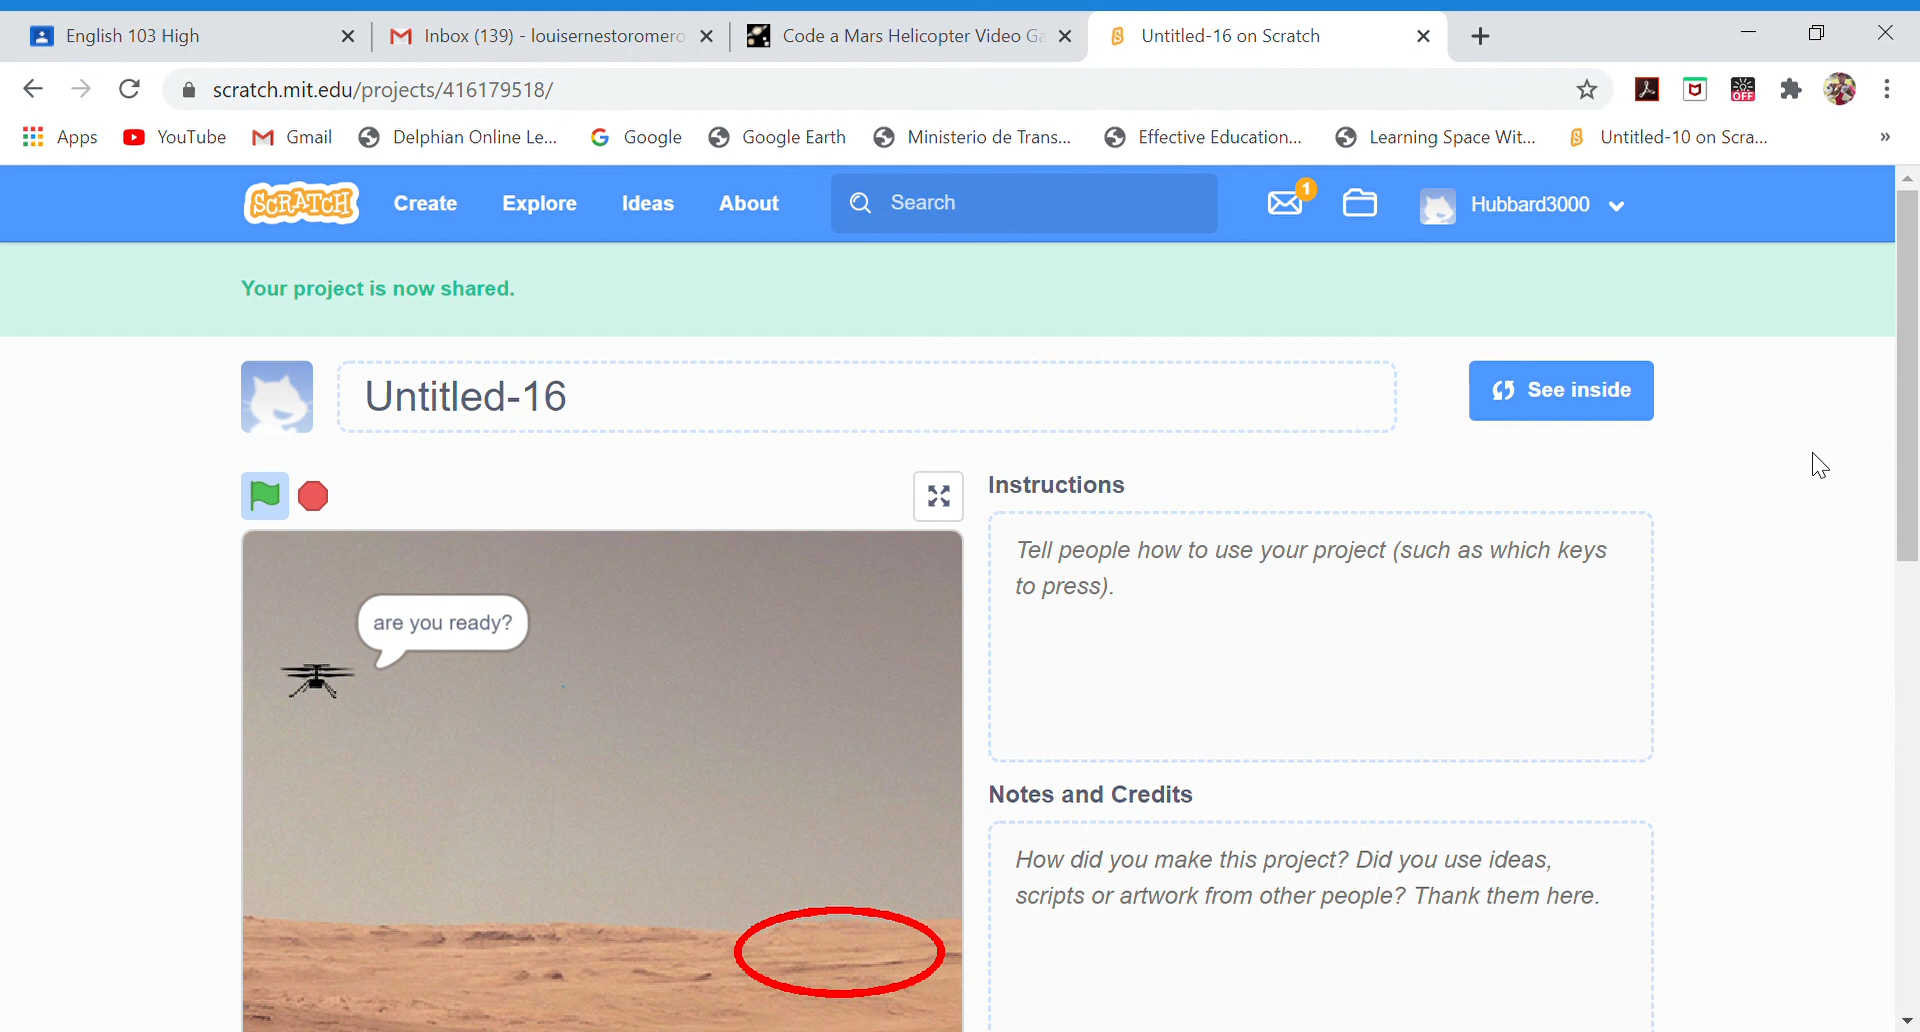 English 103 High
Inbox (139) - louisernestoromero
Code a Mars Helicopter Video Ga
Untitled-16 on Scratch
scratch.mit.edu/projects/416179518/
OFF
Apps
YouTube
Gmail
Delphian Online Le...
Google
Google Earth
Ministerio de Trans...
Effective Education...
Learning Space Wit...
Untitled-10 on Scra...
»
SCRATCH
Create
Explore
Ideas
About
Search
1
Hubbard3000
Your project is now shared.
Untitled-16
See inside
are you ready?
Instructions
Tell people how to use your project (such as which keys
to press).
Notes and Credits
How did you make this project? Did you use ideas,
scripts or artwork from other people? Thank them here.